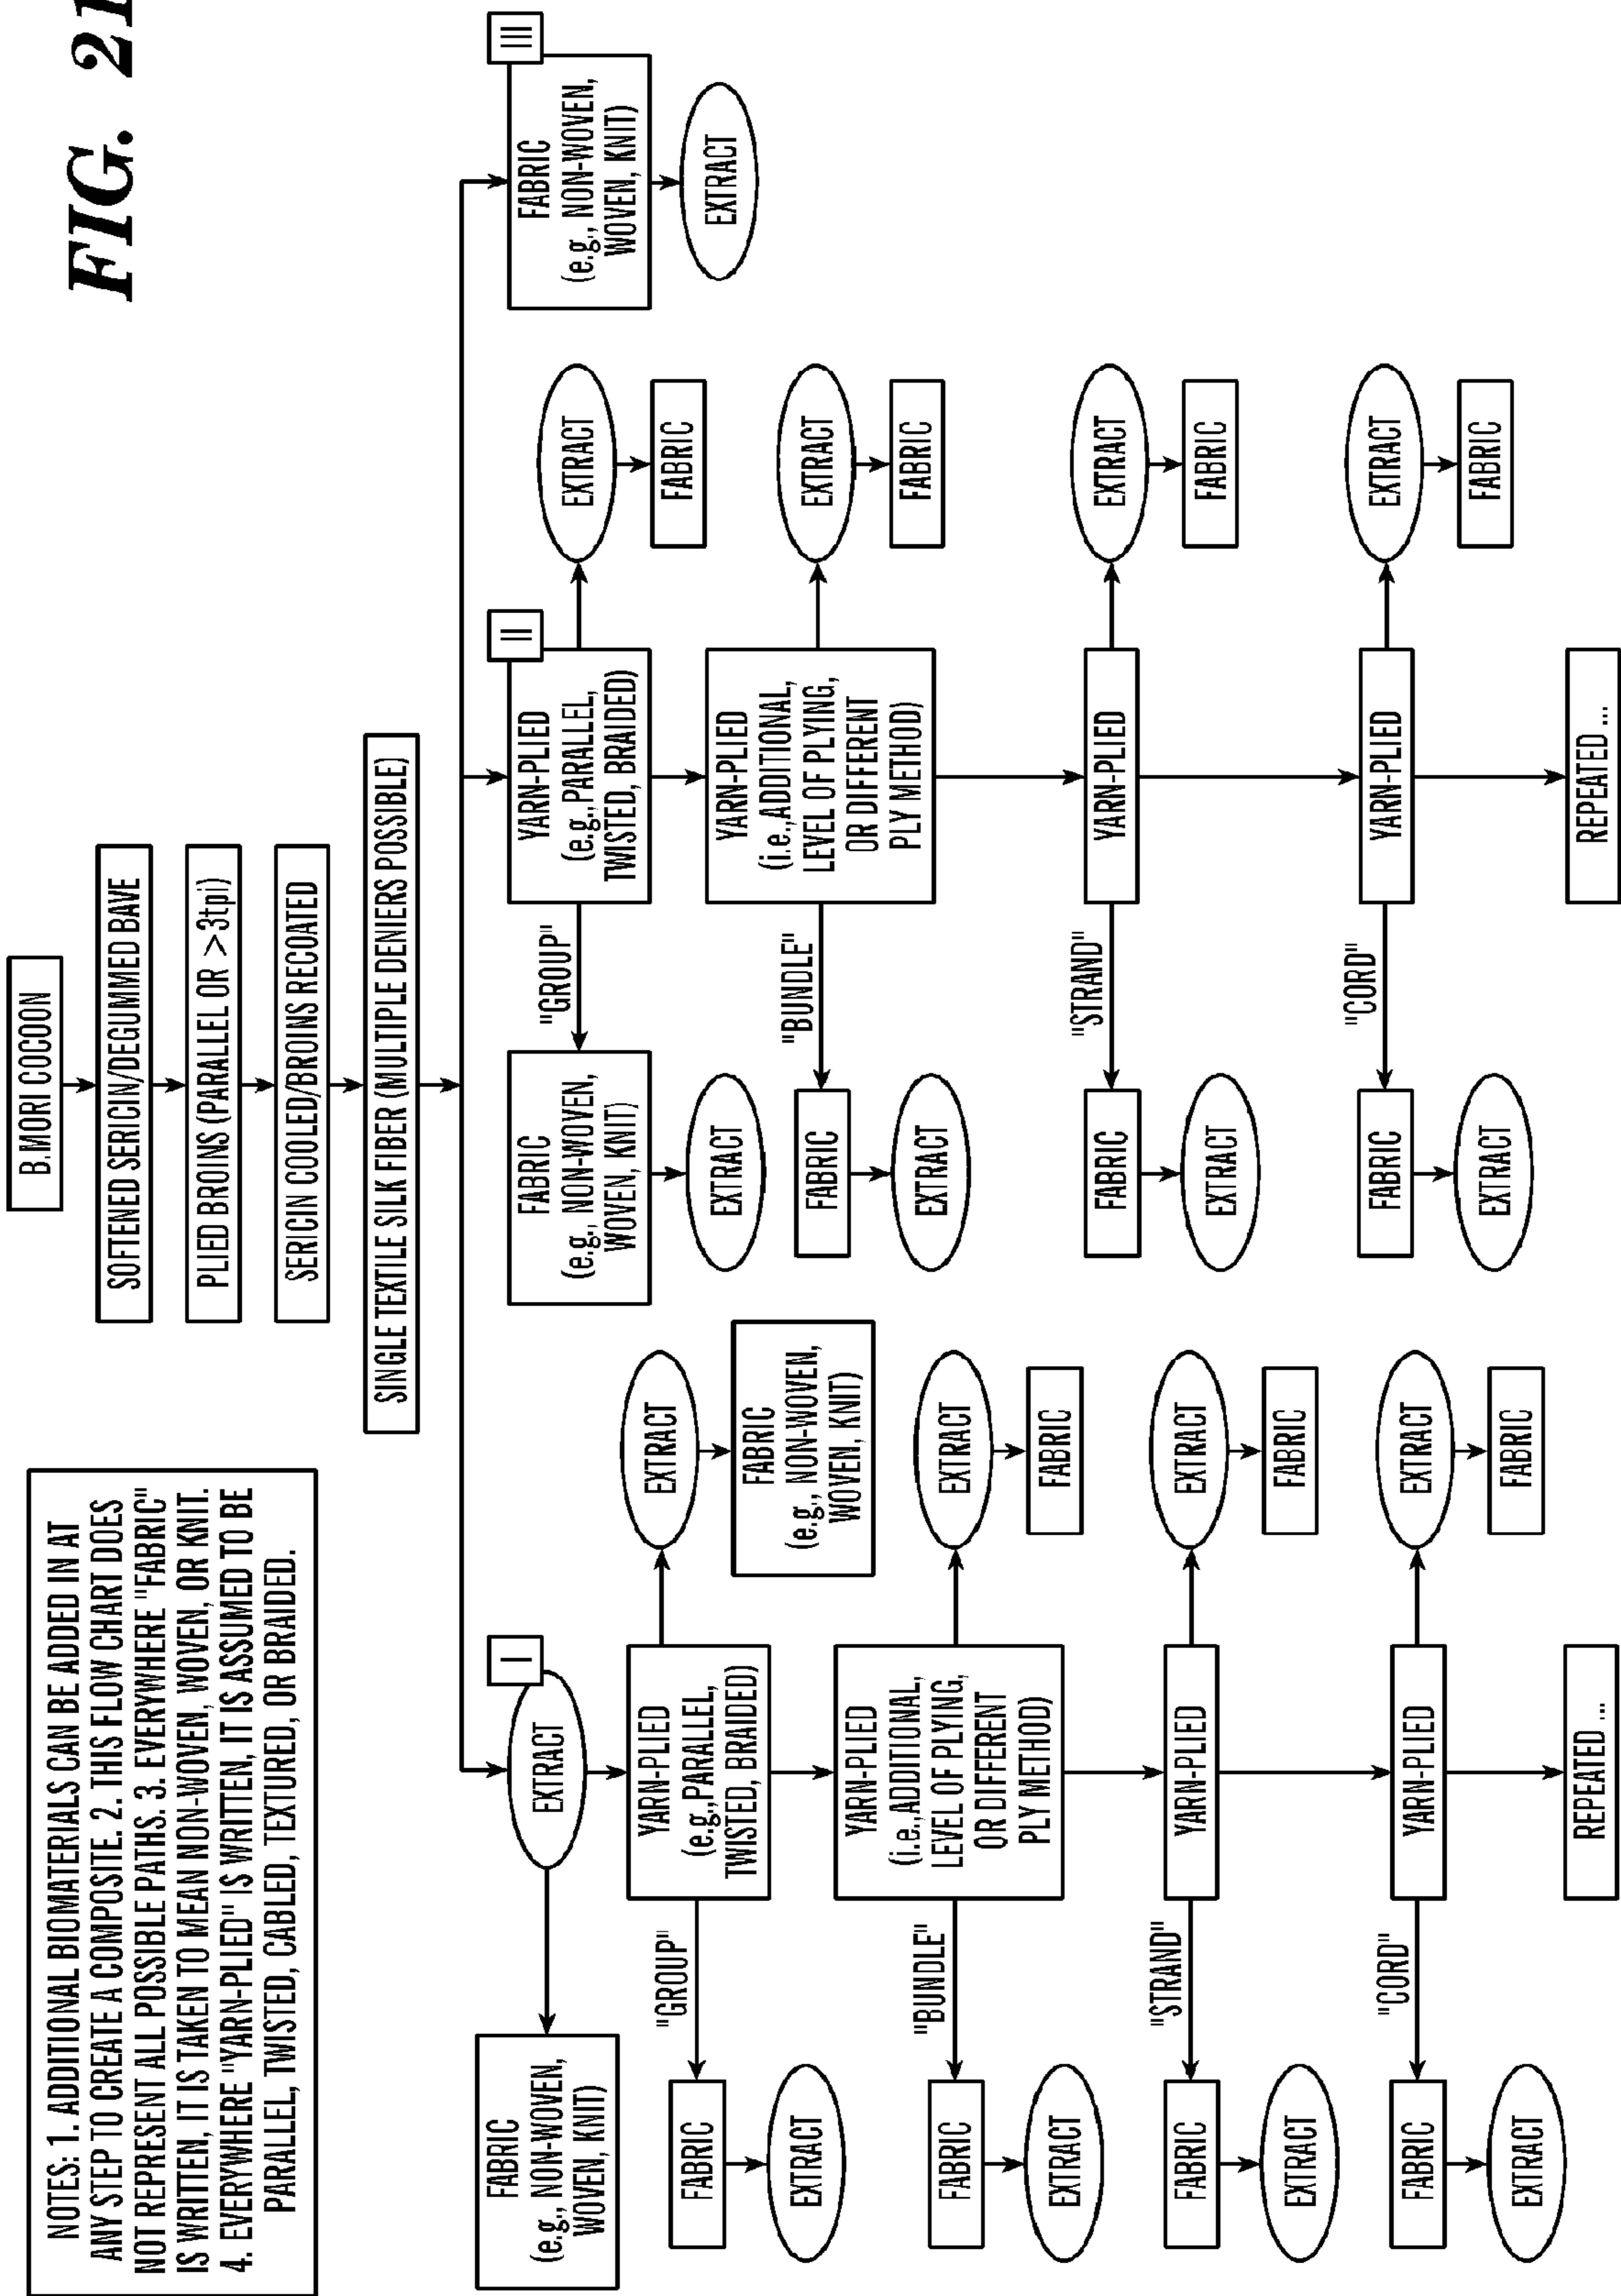 FIG. 21
NOTES: 1. ADDITIONAL BIOMATERIALS CAN BE ADDED IN AT
ANY STEP TO CREATE A COMPOSITE. 2. THIS FLOW CHART DOES
NOT REPRESENT ALL POSSIBLE PATHS. 3. EVERYWHERE "FABRIC"
IS WRITTEN, IT IS TAKEN TO MEAN NON-WOVEN, WOVEN, OR KNIT.
4. EVERYWHERE "YARN-PLIED" IS WRITTEN, IT IS ASSUMED TO BE
PARALLEL, TWISTED, CABLED, TEXTURED, OR BRAIDED.
B.MORI COCOON
SOFTENED SERICIN/DEGUMMED BAVE
PLIED BROINS (PARALLEL OR >3tpi)
SERICIN COOLED/BROINS RECOATED
SINGLE TEXTILE SILK FIBER (MULTIPLE DENIERS POSSIBLE)
I
EXTRACT
FABRIC
(e.g., NON-WOVEN,
WOVEN, KNIT)
YARN-PLIED
(e.g.,PARALLEL,
TWISTED, BRAIDED)
"GROUP"
FABRIC
EXTRACT
EXTRACT
FABRIC
(e.g., NON-WOVEN,
WOVEN, KNIT)
YARN-PLIED
(i.e.,ADDITIONAL,
LEVEL OF PLYING,
OR DIFFERENT
PLY METHOD)
"BUNDLE"
FABRIC
EXTRACT
EXTRACT
FABRIC
YARN-PLIED
"STRAND"
FABRIC
EXTRACT
EXTRACT
FABRIC
YARN-PLIED
"CORD"
FABRIC
EXTRACT
EXTRACT
FABRIC
REPEATED ...
II
YARN-PLIED
(e.g.,PARALLEL,
TWISTED, BRAIDED)
"GROUP"
FABRIC
(e.g., NON-WOVEN,
WOVEN, KNIT)
EXTRACT
EXTRACT
FABRIC
YARN-PLIED
(i.e.,ADDITIONAL,
LEVEL OF PLYING,
OR DIFFERENT
PLY METHOD)
"BUNDLE"
FABRIC
EXTRACT
EXTRACT
FABRIC
YARN-PLIED
"STRAND"
FABRIC
EXTRACT
EXTRACT
FABRIC
YARN-PLIED
"CORD"
FABRIC
EXTRACT
EXTRACT
FABRIC
REPEATED ...
III
FABRIC
(e.g., NON-WOVEN,
WOVEN, KNIT)
EXTRACT